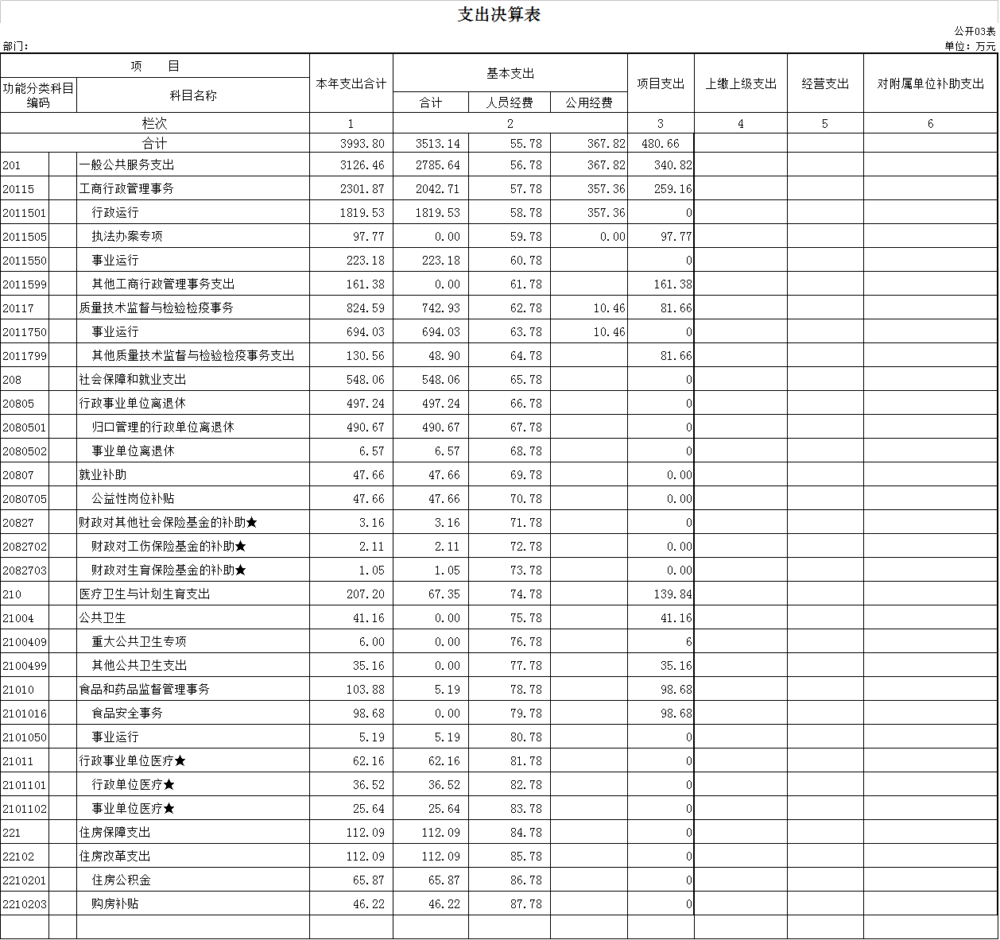 支出决算表
公开03表
部门： 单位：万元
项 目 本年支出合计 基本支出 项目支出 上缴上级支出 经营支出 对附属单位补助支出
功能分类科目编码 科目名称 合计 人员经费 公用经费
栏次 1 2 3 4 5 6
合计 3993.80 3513.14 55.78 367.82 480.66
201 一般公共服务支出 3126.46 2785.64 56.78 367.82 340.82
20115 工商行政管理事务 2301.87 2042.71 57.78 357.36 259.16
2011501 行政运行 1819.53 1819.53 58.78 357.36 0
2011505 执法办案专项 97.77 0.00 59.78 0.00 97.77
2011550 事业运行 223.18 223.18 60.78 0
2011599 其他工商行政管理事务支出 161.38 0.00 61.78 161.38
20117 质量技术监督与检验检疫事务 824.59 742.93 62.78 10.46 81.66
2011750 事业运行 694.03 694.03 63.78 10.46 0
2011799 其他质量技术监督与检验检疫事务支出 130.56 48.90 64.78 81.66
208 社会保障和就业支出 548.06 548.06 65.78 0
20805 行政事业单位离退休 497.24 497.24 66.78 0
2080501 归口管理的行政单位离退休 490.67 490.67 67.78 0
2080502 事业单位离退休 6.57 6.57 68.78 0
20807 就业补助 47.66 47.66 69.78 0.00
2080705 公益性岗位补贴 47.66 47.66 70.78 0.00
20827 财政对其他社会保险基金的补助★ 3.16 3.16 71.78 0
2082702 财政对工伤保险基金的补助★ 2.11 2.11 72.78 0.00
2082703 财政对生育保险基金的补助★ 1.05 1.05 73.78 0.00
210 医疗卫生与计划生育支出 207.20 67.35 74.78 139.84
21004 公共卫生 41.16 0.00 75.78 41.16
2100409 重大公共卫生专项 6.00 0.00 76.78 6
2100499 其他公共卫生支出 35.16 0.00 77.78 35.16
21010 食品和药品监督管理事务 103.88 5.19 78.78 98.68
2101016 食品安全事务 98.68 0.00 79.78 98.68
2101050 事业运行 5.19 5.19 80.78 0
21011 行政事业单位医疗★ 62.16 62.16 81.78 0
2101101 行政单位医疗★ 36.52 36.52 82.78 0
2101102 事业单位医疗★ 25.64 25.64 83.78 0
221 住房保障支出 112.09 112.09 84.78 0
22102 住房改革支出 112.09 112.09 85.78 0
2210201 住房公积金 65.87 65.87 86.78 0
2210203 购房补贴 46.22 46.22 87.78 0